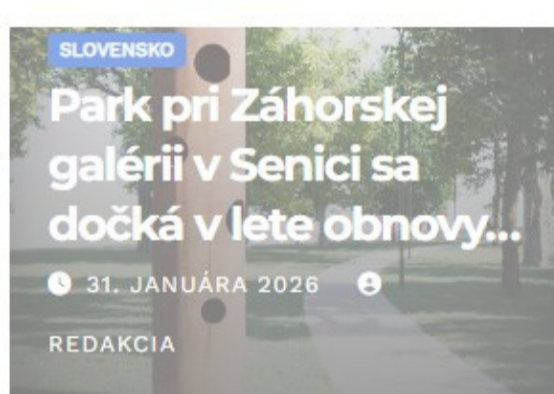 SLOVENSKO
Park pri Záhorskej
galérii v Senici sa
dočká v lete obnovy...
31. JANUÁRA 2026
REDAKCIA